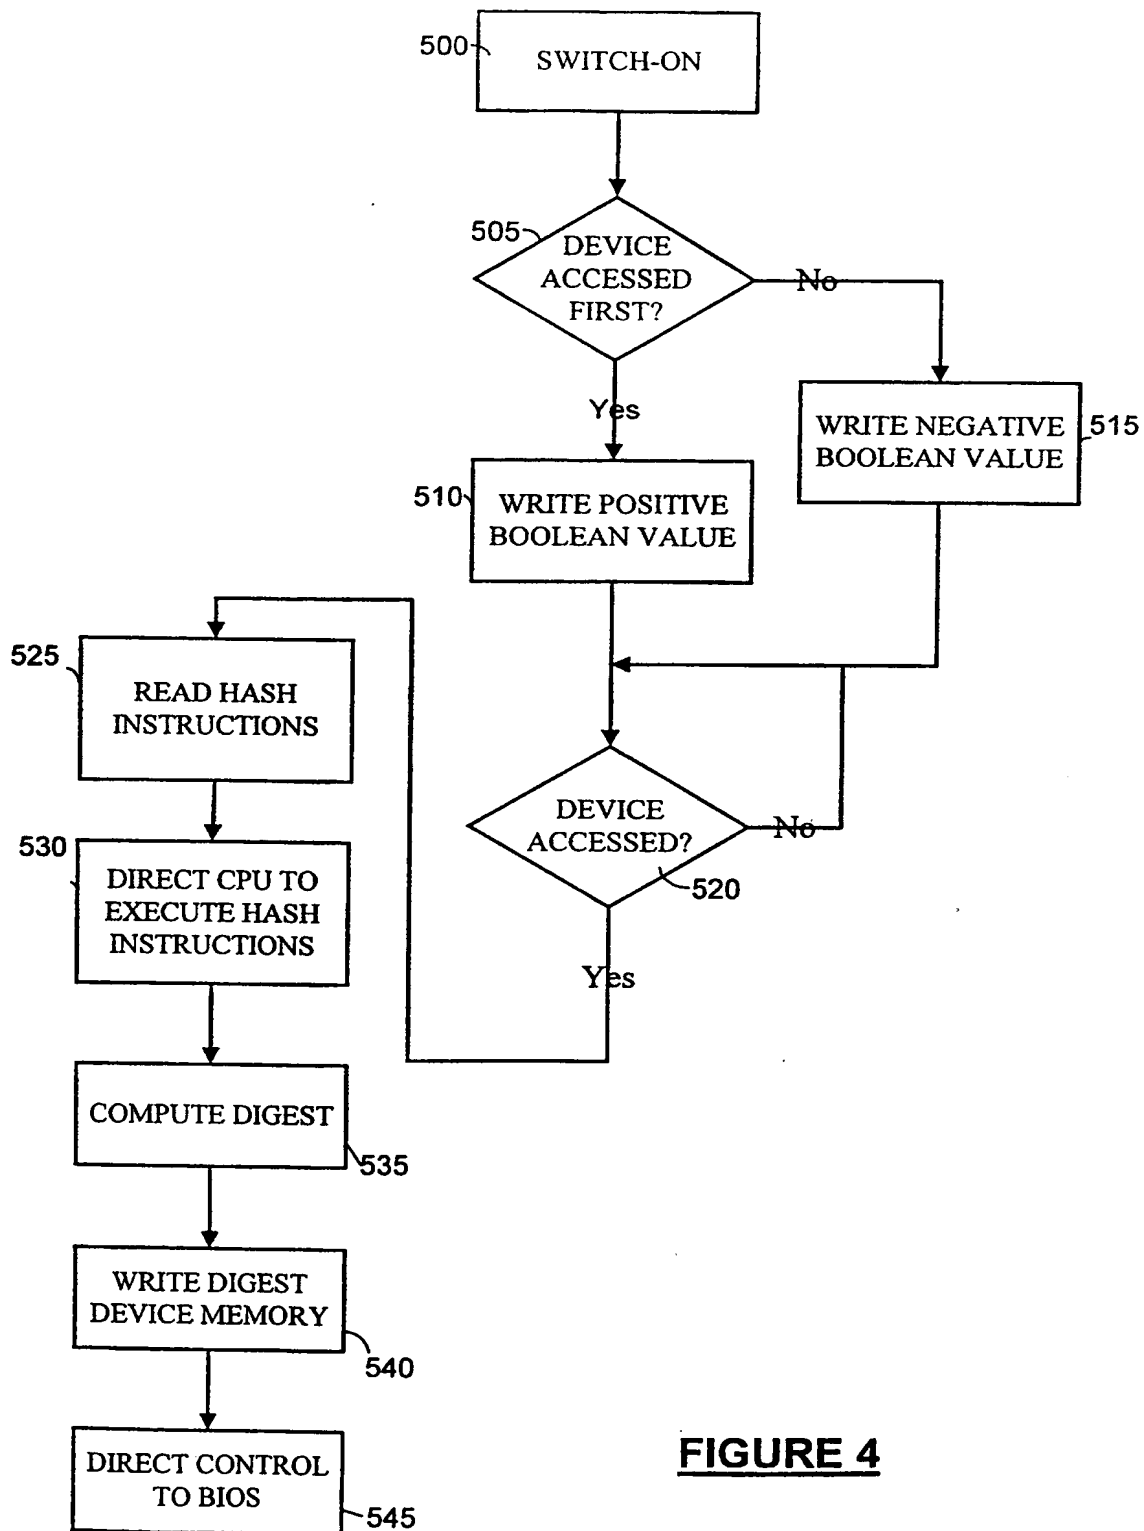 500
SWITCH-ON
505
DEVICE
ACCESSED
FIRST?
No
Yes
WRITE NEGATIVE
BOOLEAN VALUE
515
510
WRITE POSITIVE
BOOLEAN VALUE
525
READ HASH
INSTRUCTIONS
DEVICE
ACCESSED?
No
520
Yes
530
DIRECT CPU TO
EXECUTE HASH
INSTRUCTIONS
COMPUTE DIGEST
535
WRITE DIGEST
DEVICE MEMORY
540
DIRECT CONTROL
TO BIOS
545
FIGURE 4